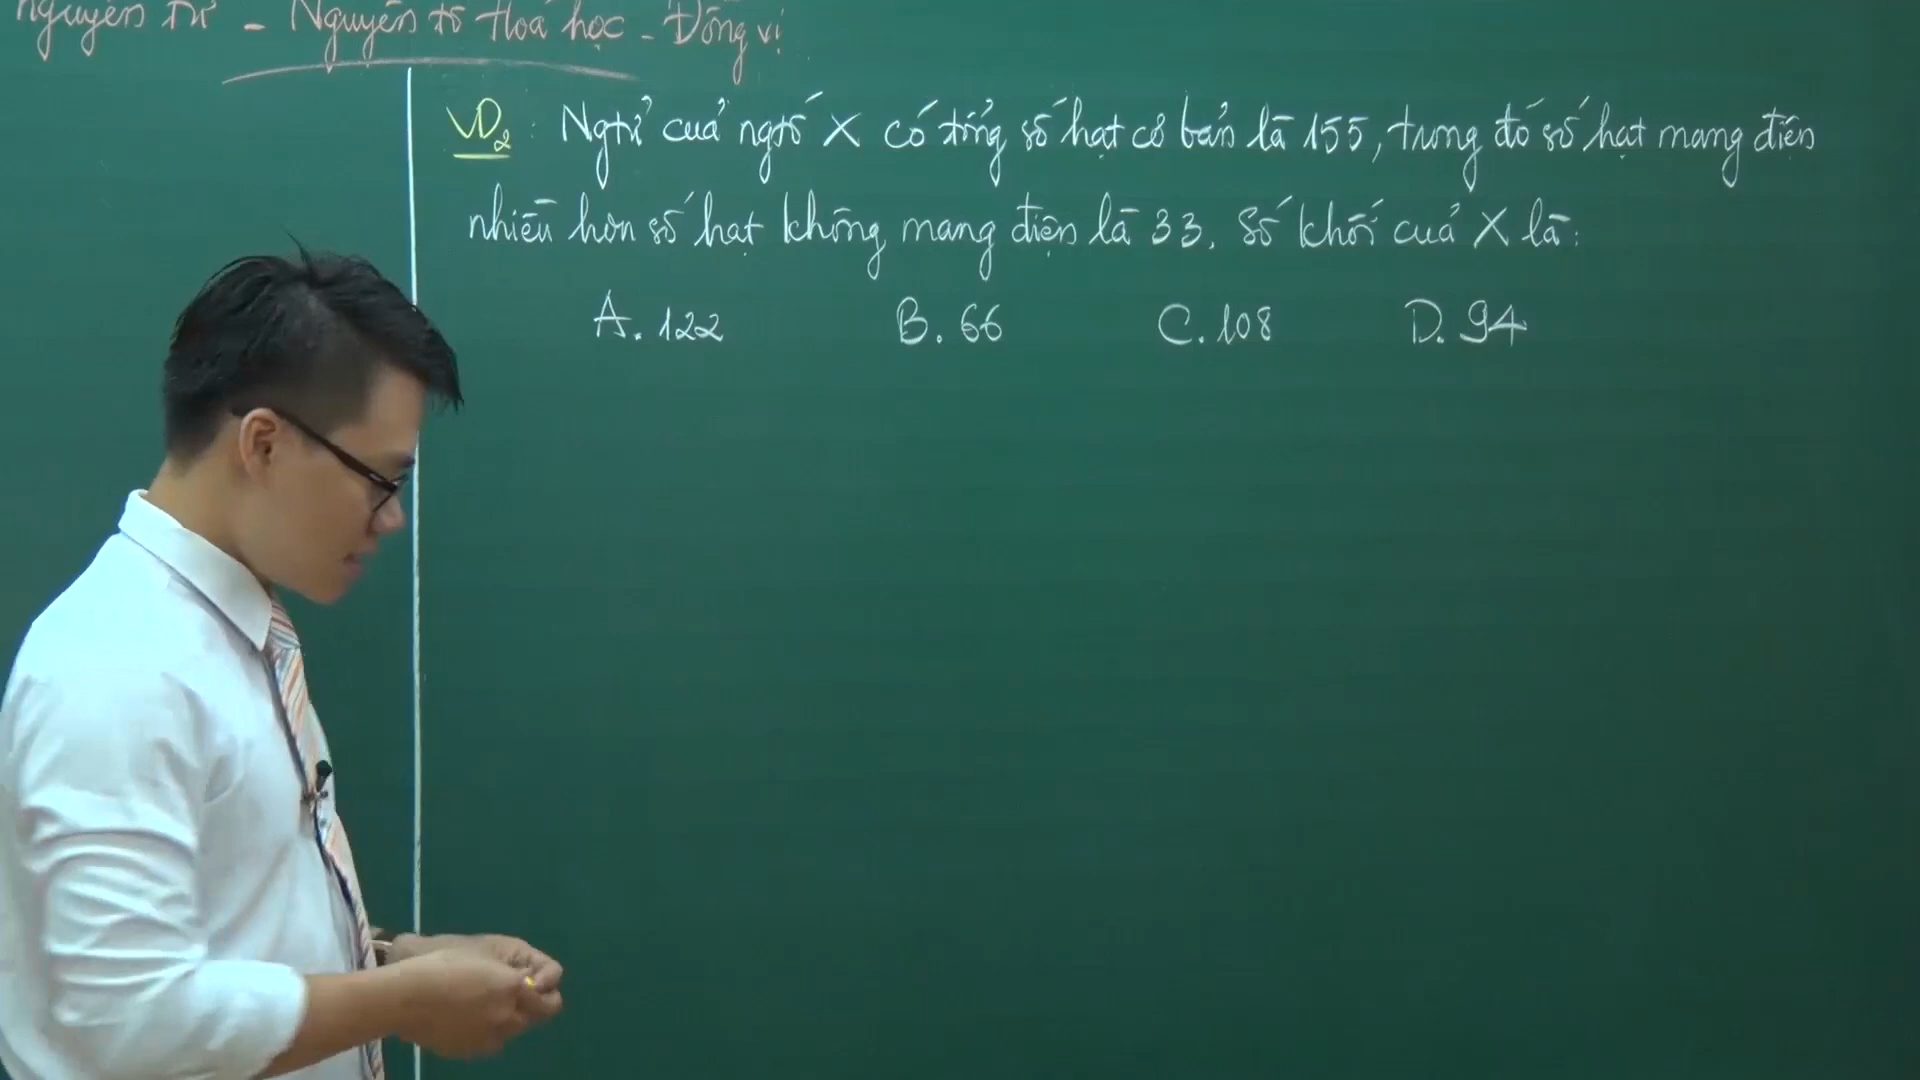 nguyên tử - Nguyên tố hoá học - Đồng vị
VD2: Ngtử của ngtố X có tổng số hạt cơ bản là 155, trong đó số hạt mang điện
nhiều hơn số hạt không mang điện là 33. Số khối của X là:
A. 122 B. 66 C. 108 D. 94